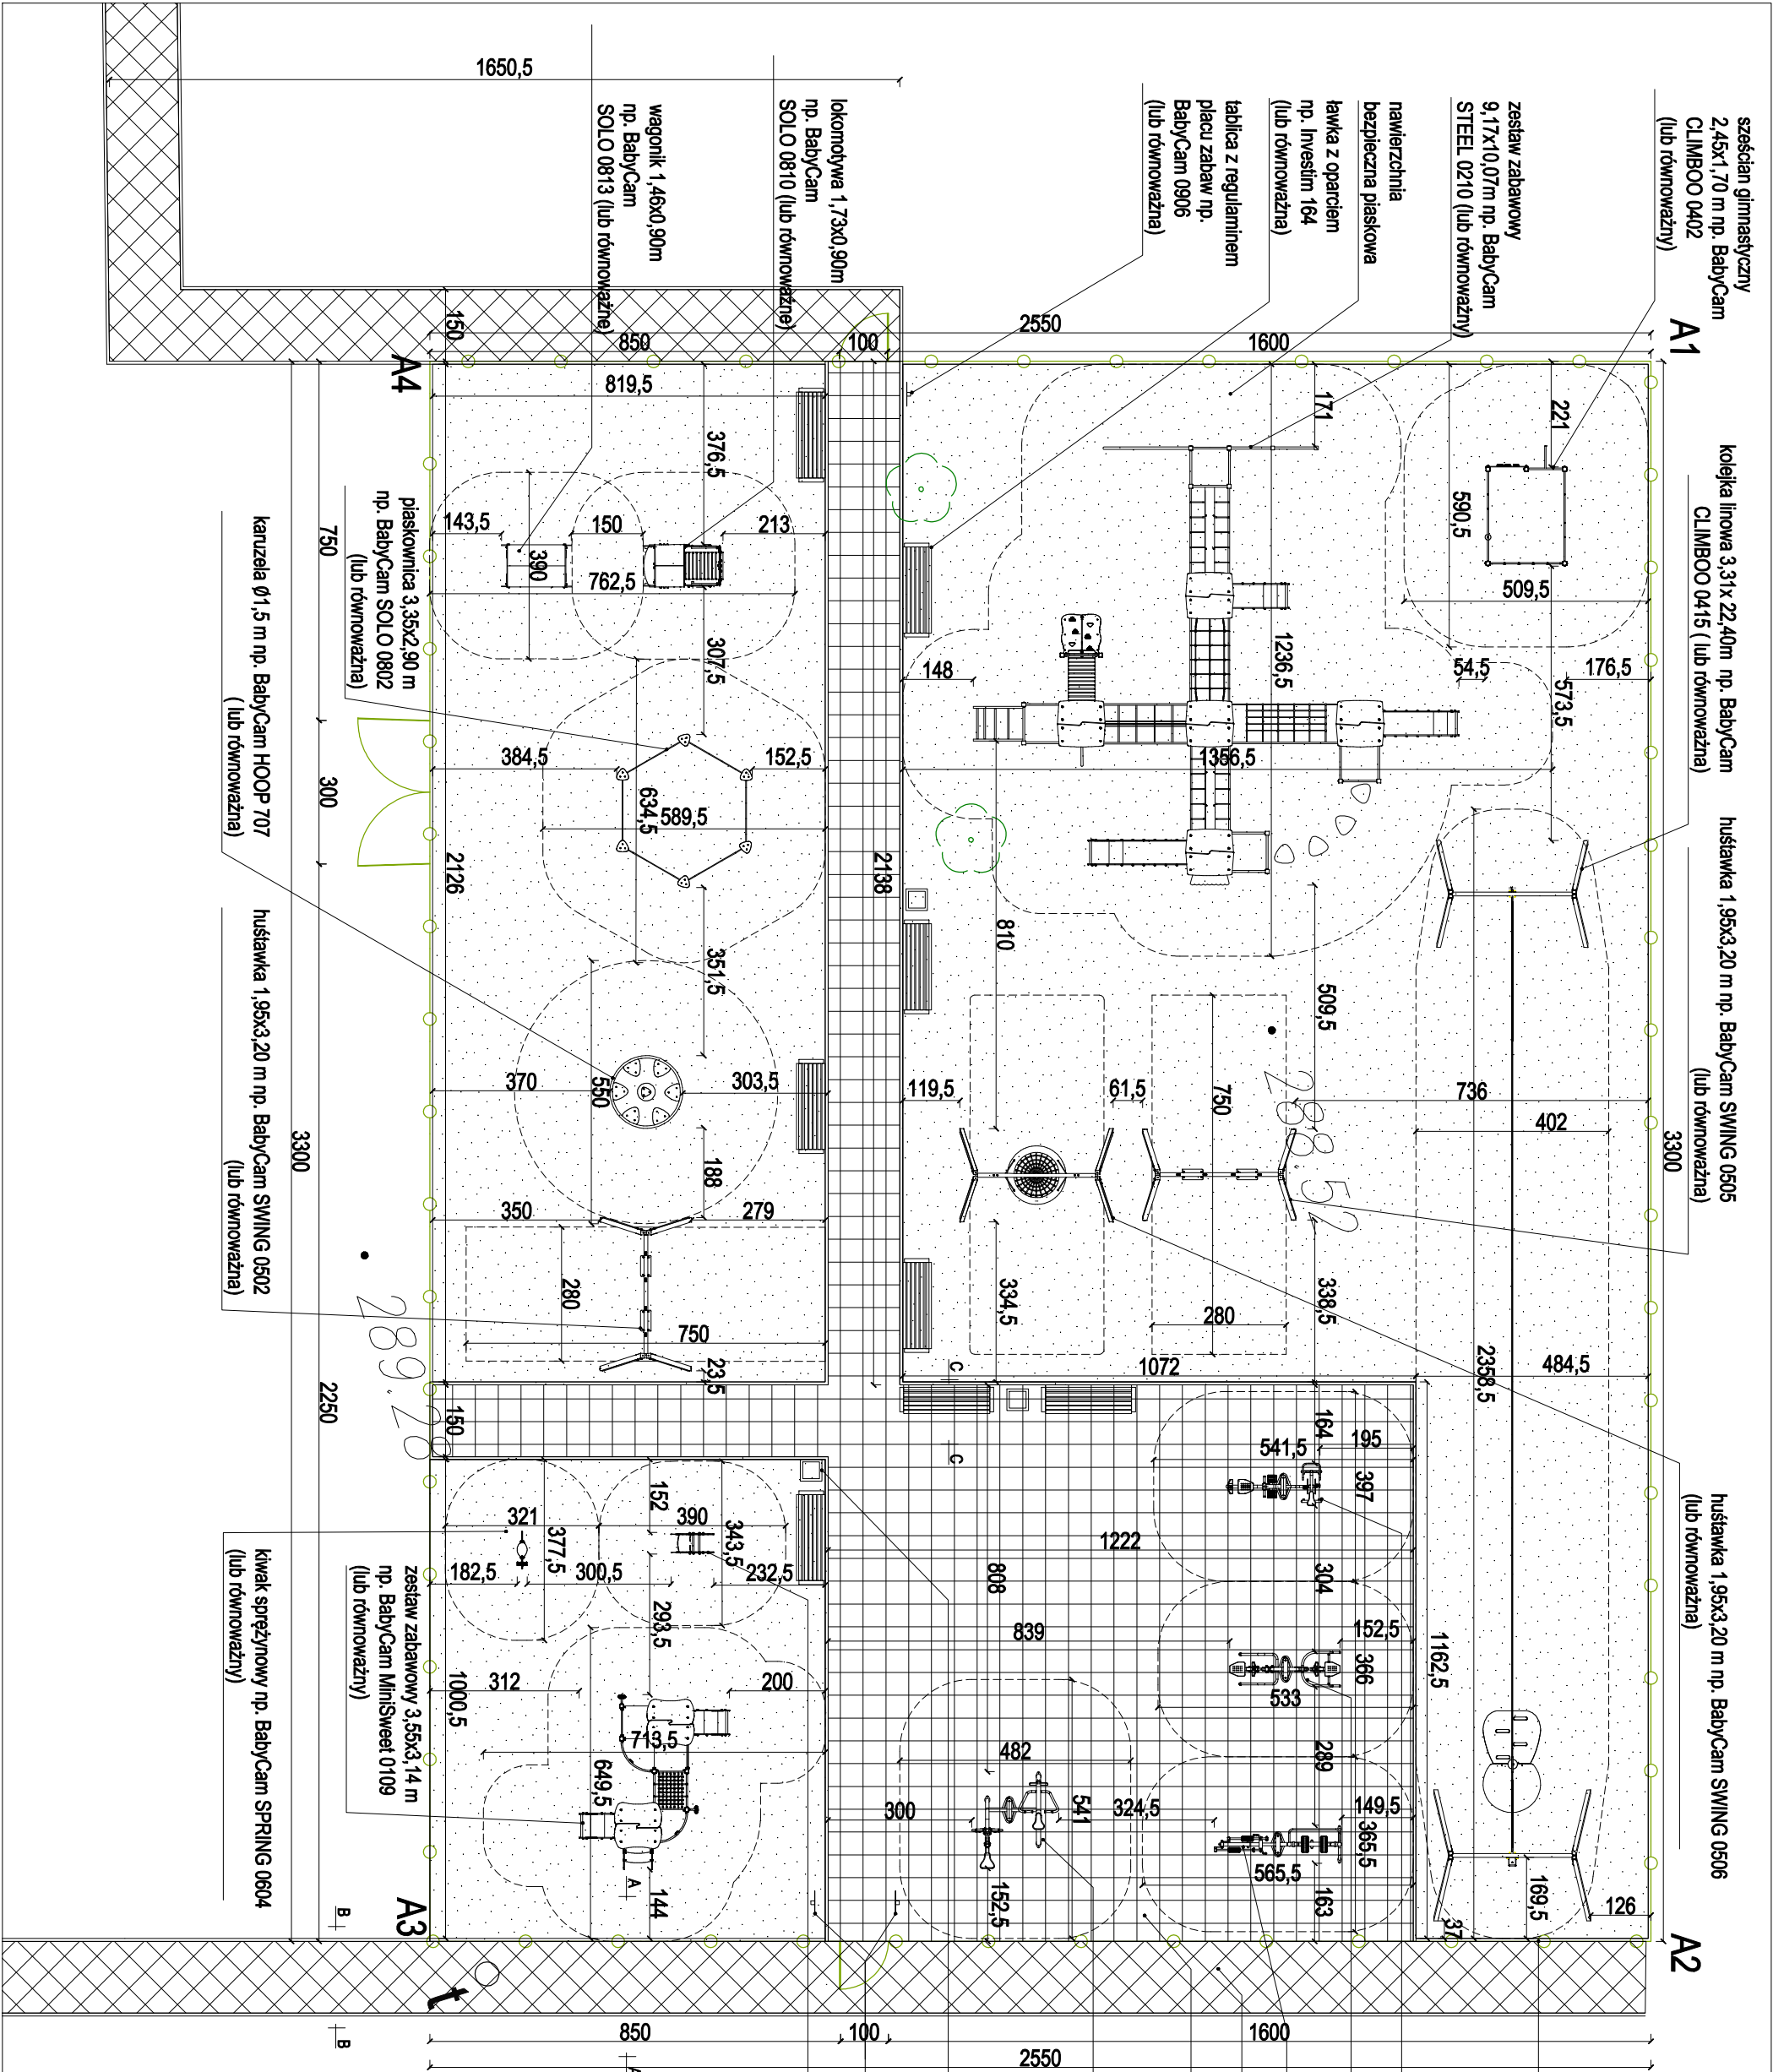 sześcian gimnastyczny
2,45x1,70 m np. BabyCam
CLIMBOO 0402
(lub równoważny)
zestaw zabawowy
9,17x10,07m np. BabyCam
STEEL 0210 (lub równoważny)
nawierzchnia
bezpieczna piaskowa
ławka z oparciem
np. Investim 164
(lub równoważna)
tablica z regulaminem
placu zabaw np.
BabyCam 0906
(lub równoważna)
lokomotywa 1,73x0,90m
np. BabyCam
SOLO 0810 (lub równoważne)
wagonik 1,46x0,90m
np. BabyCam
SOLO 0813 (lub równoważne)
kolejka linowa 3,31x 22,40m np. BabyCam
CLIMBOO 0415 ( lub równoważna)
huśtawka 1,95x3,20 m np. BabyCam SWING 0505
(lub równoważna)
huśtawka 1,95x3,20 m np. BabyCam SWING 0506
(lub równoważna)
piaskownica 3,35x2,90 m
np. BabyCam SOLO 0802
(lub równoważna)
karuzela Ø1,5 m np. BabyCam HOOP 707
( lub równoważna)
huśtawka 1,95x3,20 m np. BabyCam SWING 0502
(lub równoważna)
zestaw zabawowy 3,55x3,14 m
np. BabyCam MiniSweet 0109
(lub równoważny)
kiwak sprężynowy np. BabyCam SPRING 0604
(lub równoważny)
A1
A2
A3
A4
1650,5
2550
850
100
1600
150
3300
221
171
590,5
509,5
176,5
54,5
573,5
1236,5
148
1356,5
810
509,5
736
402
484,5
2358,5
119,5
61,5
750
288.52
334,5
338,5
280
1072
126
169,5
37
1162,5
819,5
376,5
143,5
150
213
390
762,5
307,5
384,5
152,5
634,5
589,5
351,5
370
550
303,5
188
350
279
280
750
23,5
2138
2126
750
300
3300
2250
150
289.28
C
C
164
195
541,5
397
1222
304
808
839
152,5
366
533
289
482
541
300
324,5
149,5
365,5
565,5
163
152,5
152
321
390
343,5
377,5
182,5
300,5
232,5
293,5
312
200
1000,5
713,5
649,5
144
A
B
B
A
t
850
100
1600
2550